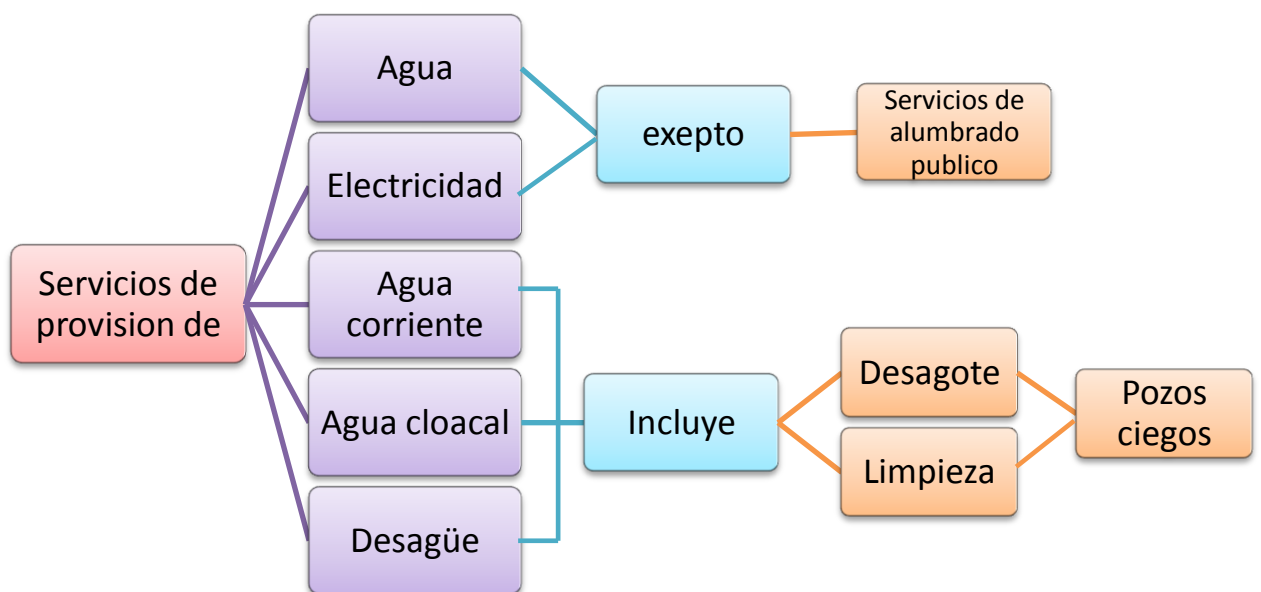 Servicios de
provision de
Agua
Electricidad
Agua
corriente
Agua cloacal
Desagüe
exepto
Servicios de
alumbrado
publico
Incluye
Desagote
Limpieza
Pozos
ciegos